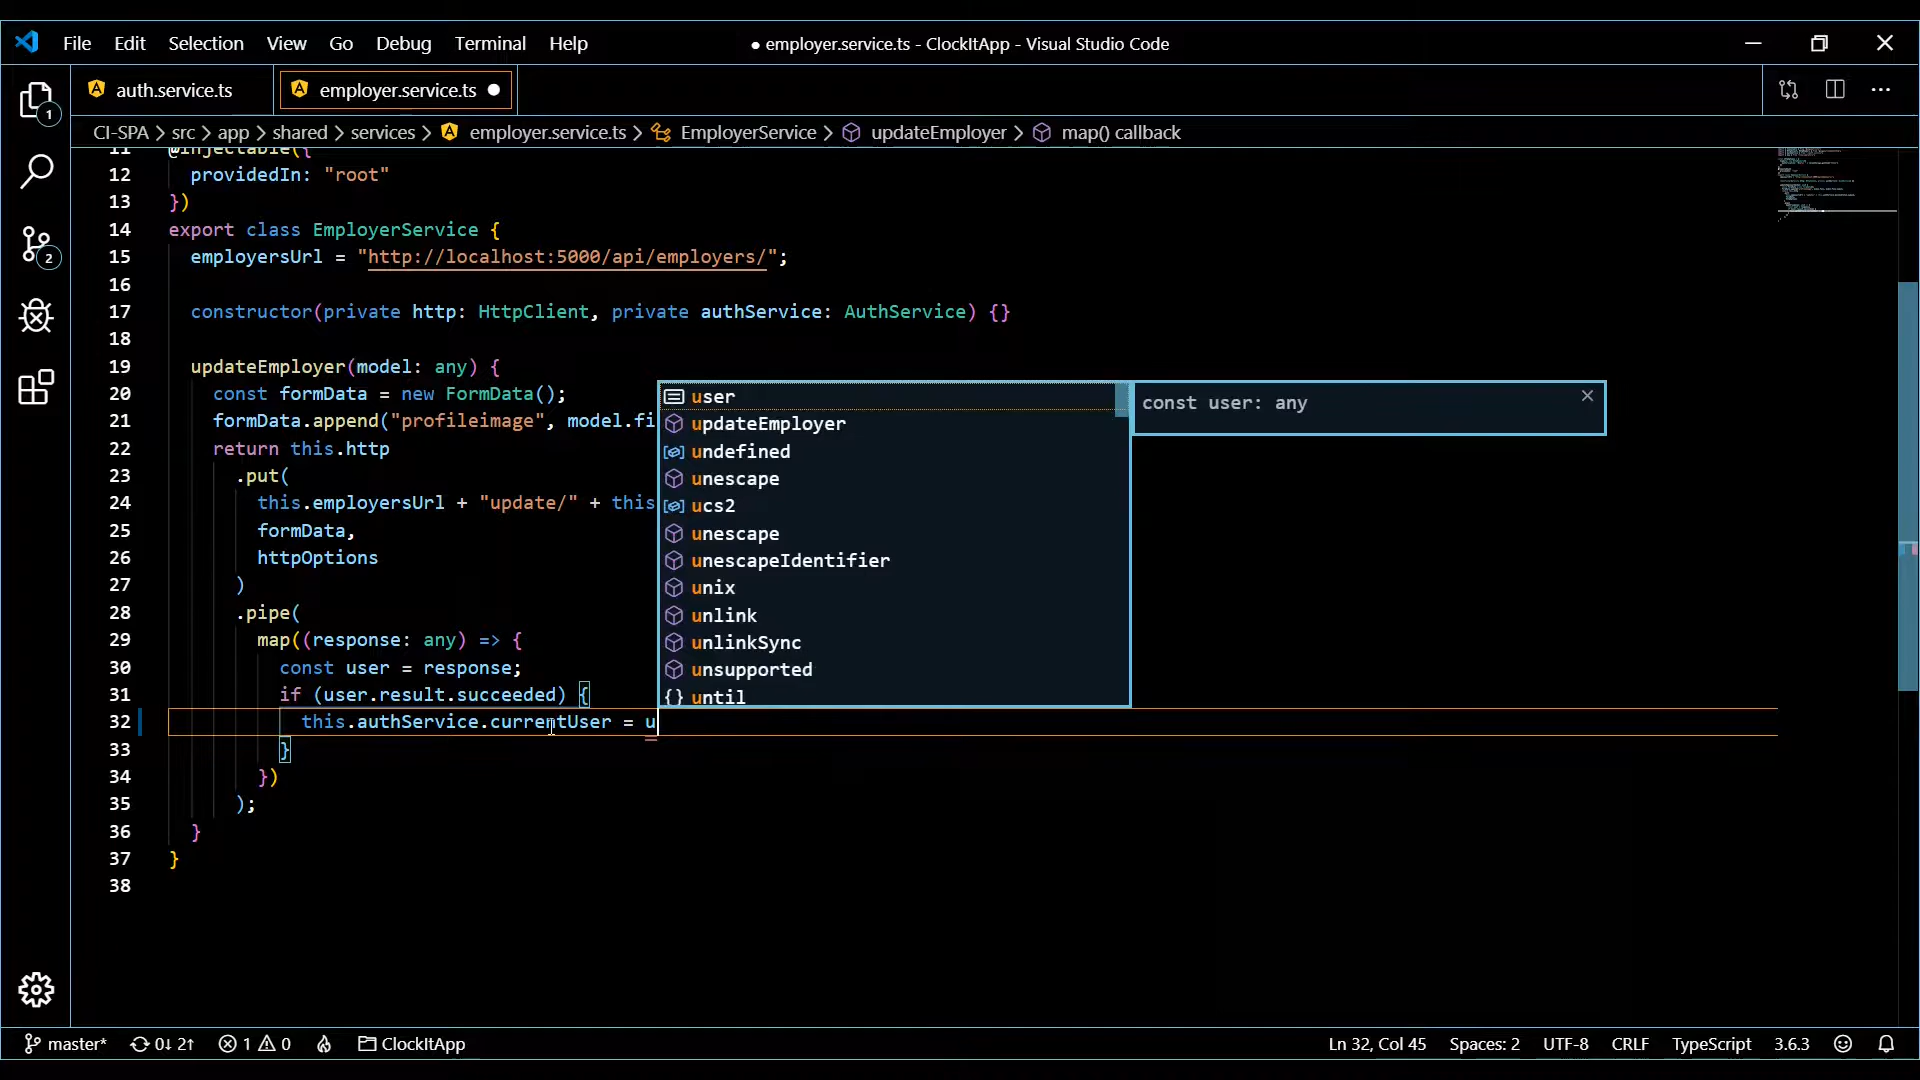 File Edit Selection View Go Debug Terminal Help ● employer.service.ts - ClockItApp - Visual Studio Code
auth.service.ts employer.service.ts
CI-SPA > src > app > shared > services > employer.service.ts > EmployerService > updateEmployer > map() callback
1
2
11 @Injectable({
12 providedIn: "root"
13 })
14 export class EmployerService {
15 employersUrl = "http://localhost:5000/api/employers/";
16
17 constructor(private http: HttpClient, private authService: AuthService) {}
18
19 updateEmployer(model: any) {
20 const formData = new FormData();
21 formData.append("profileimage", model.fi
22 return this.http
23 .put(
24 this.employersUrl + "update/" + this
25 formData,
26 httpOptions
27 )
28 .pipe(
29 map((response: any) => {
30 const user = response;
31 if (user.result.succeeded) {
32 this.authService.currentUser = u
33 }
34 })
35 );
36 }
37 }
38
user
updateEmployer
undefined
unescape
ucs2
unescape
unescapeIdentifier
unix
unlink
unlinkSync
unsupported
{} until
const user: any
master* 0↓ 2↑ 1 0 ClockItApp Ln 32, Col 45 Spaces: 2 UTF-8 CRLF TypeScript 3.6.3